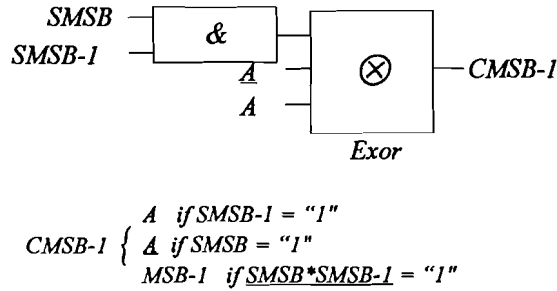 SMSB
&
SMSB-1
A
A
⊗
CMSB-1
Exor
A if SMSB-1 = “1”
CMSB-1 { A if SMSB = “1”
MSB-1 if SMSB*SMSB-1 = “1”